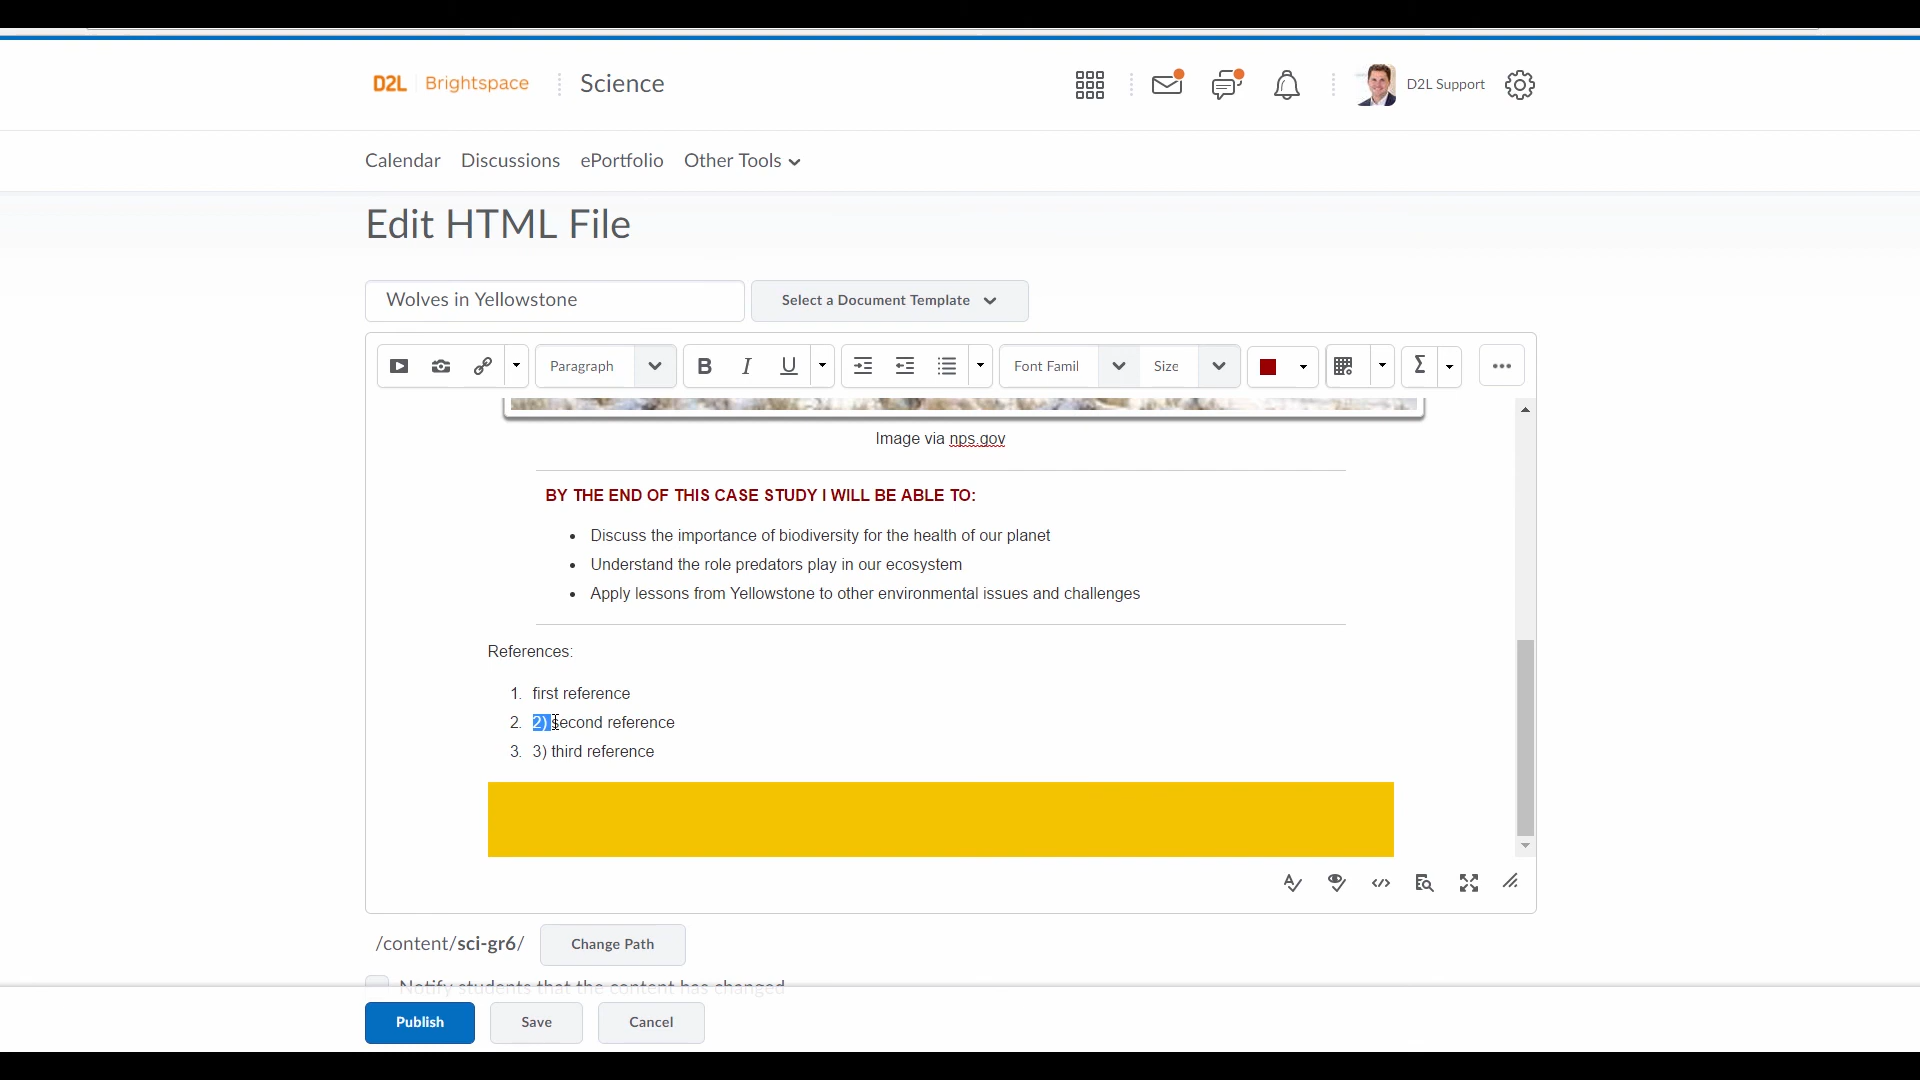 D2L Brightspace Science D2L Support
Calendar Discussions ePortfolio Other Tools
Edit HTML File
Wolves in Yellowstone Select a Document Template
Paragraph B I U Font Famil Size Σ
Image via nps.gov
BY THE END OF THIS CASE STUDY I WILL BE ABLE TO:
• Discuss the importance of biodiversity for the health of our planet
• Understand the role predators play in our ecosystem
• Apply lessons from Yellowstone to other environmental issues and challenges
References:
1. first reference
2. 2) second reference
3. 3) third reference
/content/sci-gr6/ Change Path
Notify students that the content has changed
Publish Save Cancel